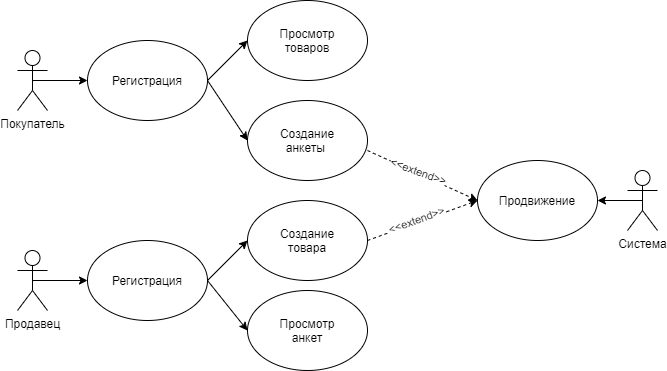 Просмотр
товаров
Регистрация
Покупатель
Создание
анкеты
<<extend>>
Продвижение
Система
<<extend>>
Создание
товара
Регистрация
Продавец
Просмотр
анкет